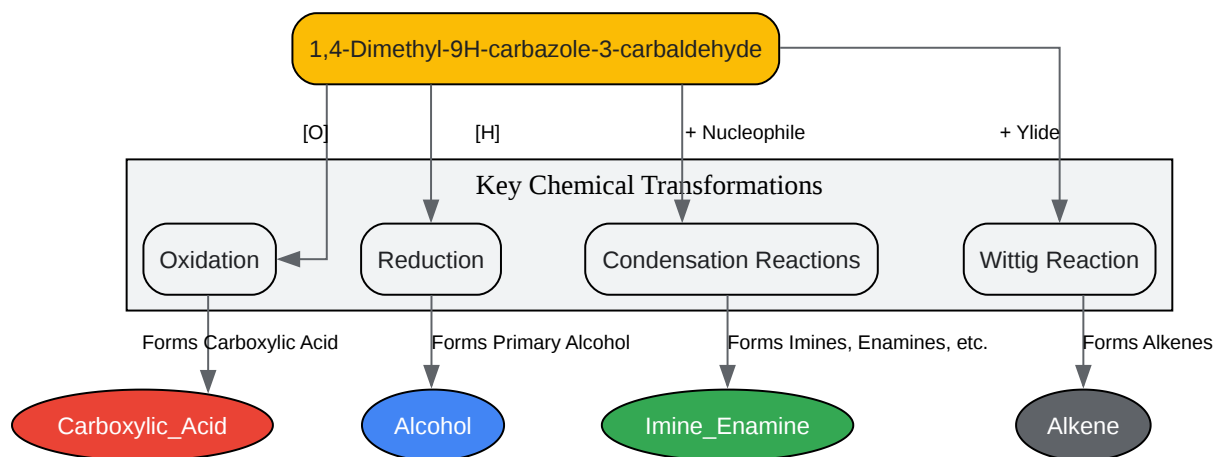 1,4-Dimethyl-9H-carbazole-3-carbaldehyde
[O]
[H]
+ Nucleophile
+ Ylide
Key Chemical Transformations
Oxidation
Reduction
Condensation Reactions
Wittig Reaction
Forms Carboxylic Acid
Forms Primary Alcohol
Forms Imines, Enamines, etc.
Forms Alkenes
Carboxylic_Acid
Alcohol
Imine_Enamine
Alkene